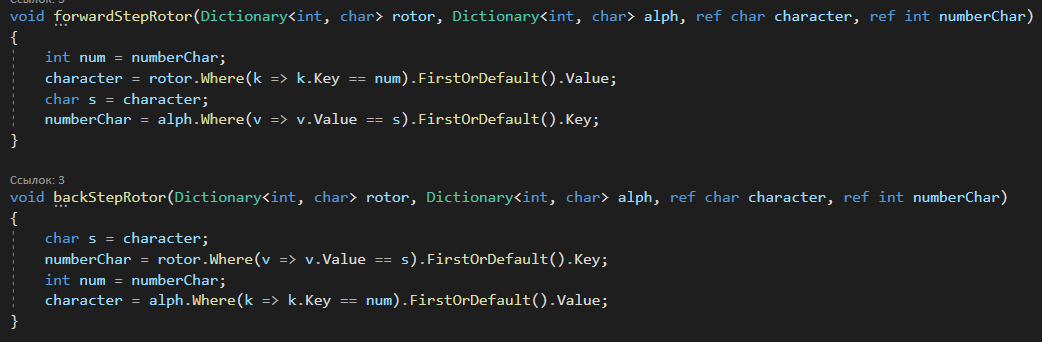 Ссылок: 3
void forwardStepRotor(Dictionary<int, char> rotor, Dictionary<int, char> alph, ref char character, ref int numberChar)
{
    int num = numberChar;
    character = rotor.Where(k => k.Key == num).FirstOrDefault().Value;
    char s = character;
    numberChar = alph.Where(v => v.Value == s).FirstOrDefault().Key;
}
Ссылок: 3
void backStepRotor(Dictionary<int, char> rotor, Dictionary<int, char> alph, ref char character, ref int numberChar)
{
    char s = character;
    numberChar = rotor.Where(v => v.Value == s).FirstOrDefault().Key;
    int num = numberChar;
    character = alph.Where(k => k.Key == num).FirstOrDefault().Value;
}